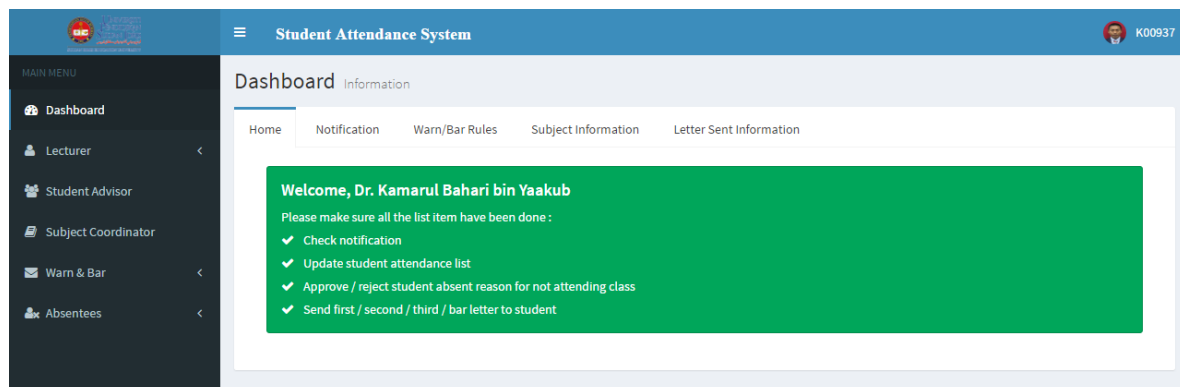 Student Attendance System
K00937
MAIN MENU
Dashboard
Lecturer
Student Advisor
Subject Coordinator
Warn & Bar
Absentees
Dashboard Information
Home Notification Warn/Bar Rules Subject Information Letter Sent Information
Welcome, Dr. Kamarul Bahari bin Yaakub
Please make sure all the list item have been done :
Check notification
Update student attendance list
Approve / reject student absent reason for not attending class
Send first / second / third / bar letter to student